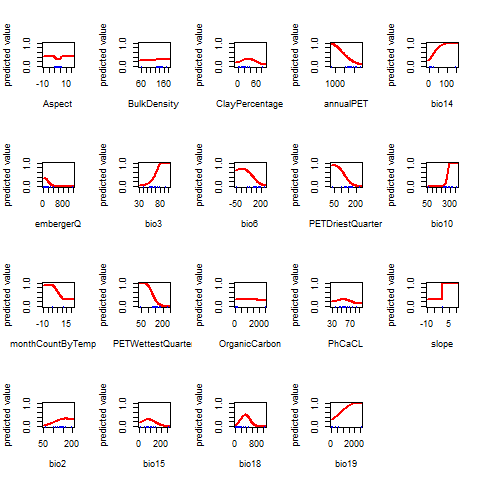 predicted value 0.0 1.0 -10 10 Aspect
predicted value 0.0 1.0 60 160 BulkDensity
predicted value 0.0 1.0 0 60 ClayPercentage
predicted value 0.0 1.0 1000 annualPET
predicted value 0.0 1.0 0 100 bio14
predicted value 0.0 1.0 0 800 embergerQ
predicted value 0.0 1.0 30 80 bio3
predicted value 0.0 1.0 -50 200 bio6
predicted value 0.0 1.0 50 200 PETDriestQuarter
predicted value 0.0 1.0 50 300 bio10
predicted value 0.0 1.0 -10 15 monthCountByTemp
predicted value 0.0 1.0 50 200 PETWettestQuarte
predicted value 0.0 1.0 0 2000 OrganicCarbon
predicted value 0.0 1.0 30 70 PhCaCL
predicted value 0.0 1.0 -10 5 slope
predicted value 0.0 1.0 50 200 bio2
predicted value 0.0 1.0 0 200 bio15
predicted value 0.0 1.0 0 800 bio18
predicted value 0.0 1.0 0 2000 bio19